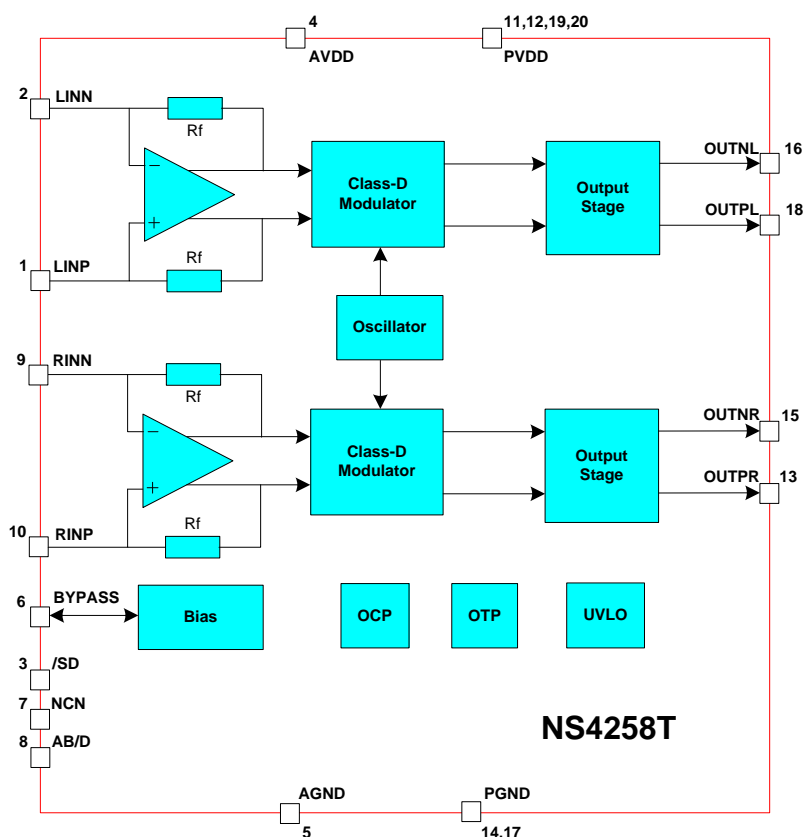 4
11,12,19,20
AVDD
PVDD
2
LINN
Rf
OUTNL
16
Class-D
Modulator
Output
Stage
OUTPL
18
1
LINP
Rf
Oscillator
9
RINN
Rf
OUTNR
15
Class-D
Modulator
Output
Stage
OUTPR
13
10
RINP
Rf
6
BYPASS
Bias
OCP
OTP
UVLO
3
/SD
7
NCN
8
AB/D
NS4258T
AGND
PGND
5
14,17